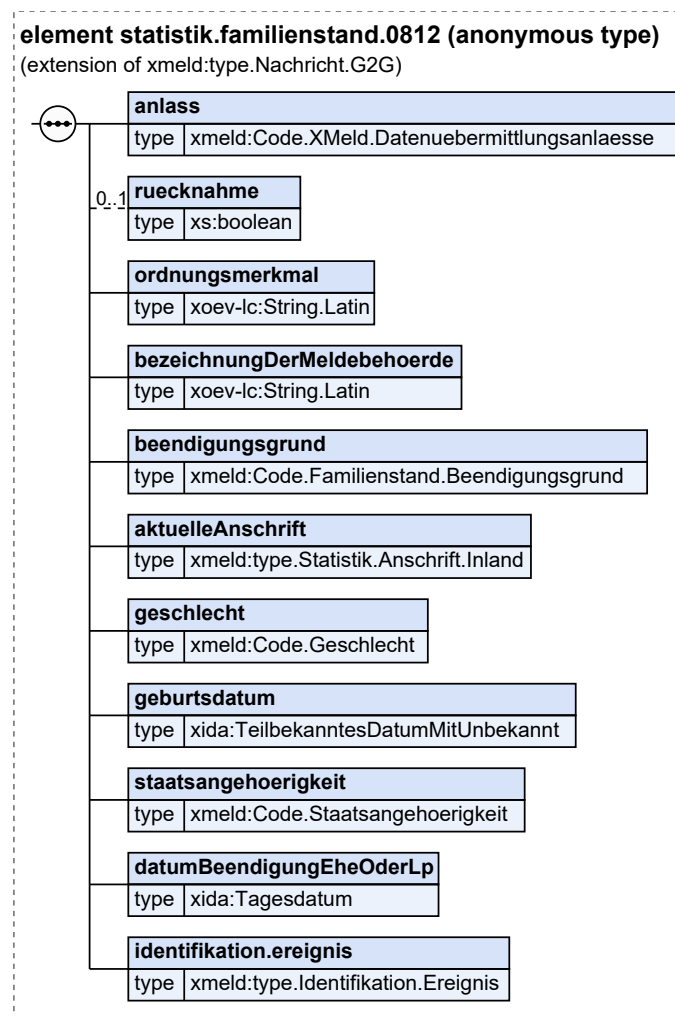 element statistik.familienstand.0812 (anonymous type)
(extension of xmeld:type.Nachricht.G2G)
anlass
type xmeld:Code.XMeld.Datenuebermittlungsanlaesse
0..1 ruecknahme
type xs:boolean
ordnungsmerkmal
type xoev-lc:String.Latin
bezeichnungDerMeldebehoerde
type xoev-lc:String.Latin
beendigungsgrund
type xmeld:Code.Familienstand.Beendigungsgrund
aktuelleAnschrift
type xmeld:type.Statistik.Anschrift.Inland
geschlecht
type xmeld:Code.Geschlecht
geburtsdatum
type xida:TeilbekanntesDatumMitUnbekannt
staatsangehoerigkeit
type xmeld:Code.Staatsangehoerigkeit
datumBeendigungEheOderLp
type xida:Tagesdatum
identifikation.ereignis
type xmeld:type.Identifikation.Ereignis